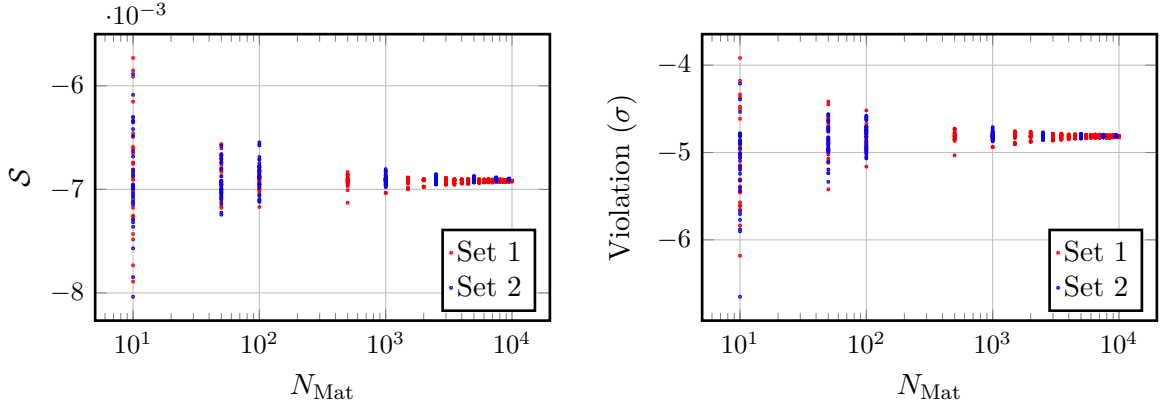 ·10⁻³
−6
−7
−8
10¹ 10² 10³ 10⁴
N_Mat
𝒮
Set 1
Set 2
−4
−5
−6
10¹ 10² 10³ 10⁴
N_Mat
Violation (σ)
Set 1
Set 2